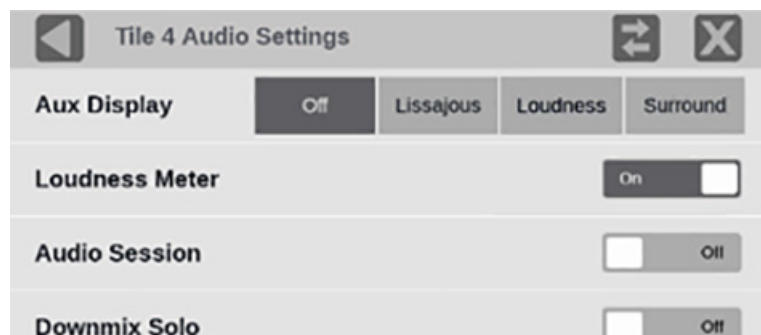 Tile 4 Audio Settings
Aux Display Off Lissajous Loudness Surround
Loudness Meter On
Audio Session Off
Downmix Solo Off